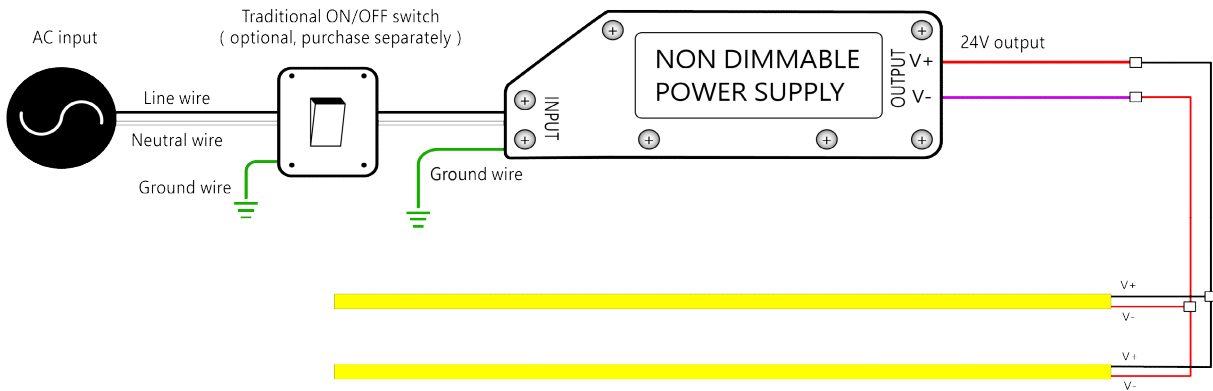 Traditional ON/OFF switch
( optional, purchase separately )
AC input
Line wire
Neutral wire
Ground wire
Ground wire
INPUT
NON DIMMABLE
POWER SUPPLY
OUTPUT
V+
V-
24V output
V+
V-
V+
V-